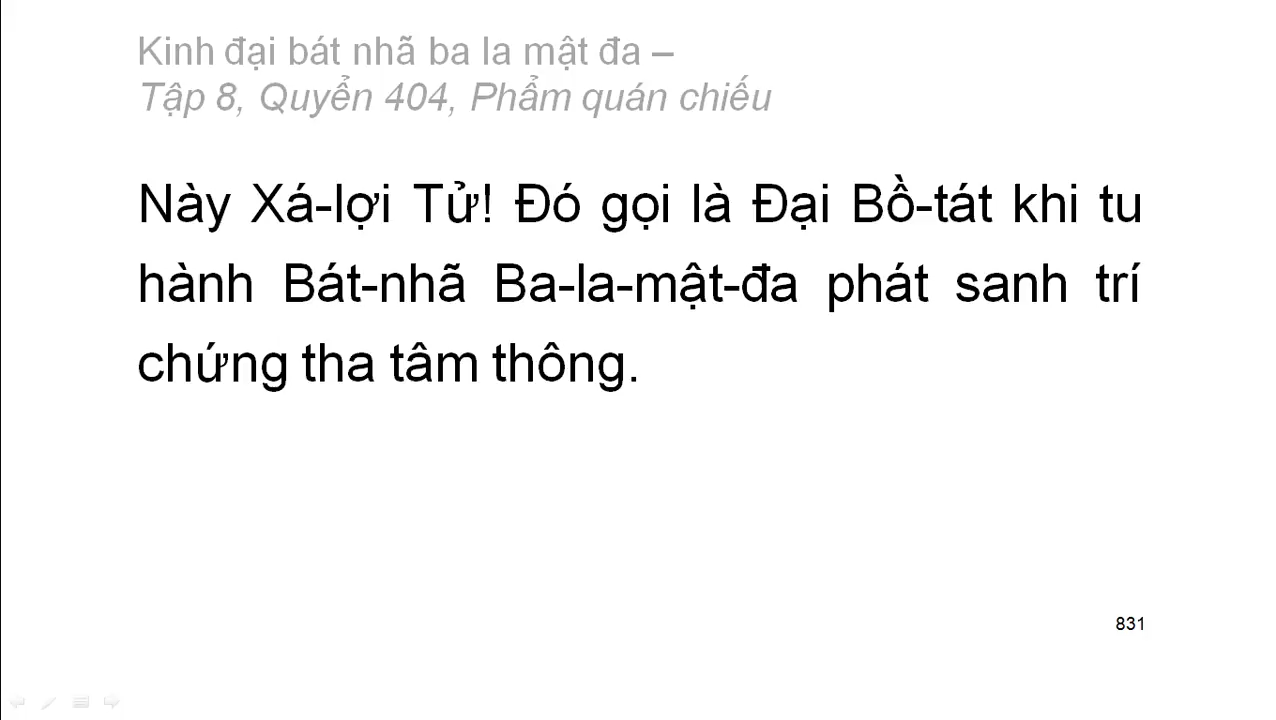 Kinh đại bát nhã ba la mật đa –
Tập 8, Quyển 404, Phẩm quán chiếu
Này Xá-lợi Tử! Đó gọi là Đại Bồ-tát khi tu
hành Bát-nhã Ba-la-mật-đa phát sanh trí
chứng tha tâm thông.
831